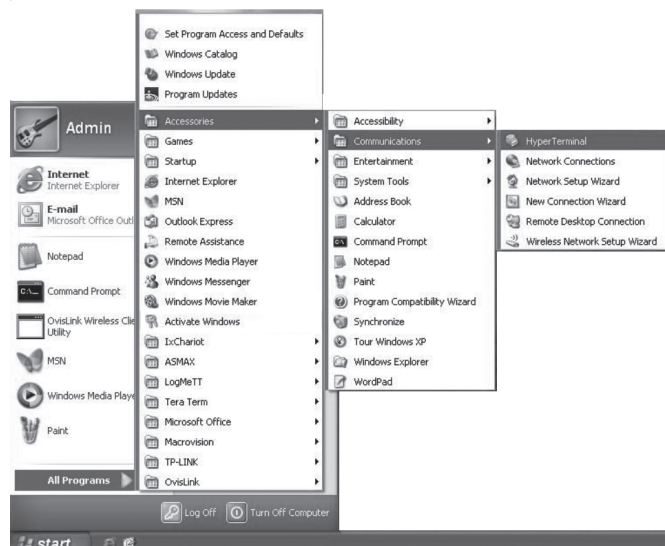 Set Program Access and Defaults
Windows Catalog
Windows Update
Program Updates
Accessories
Games
Startup
Internet Explorer
MSN
Outlook Express
Remote Assistance
Windows Media Player
Windows Messenger
Windows Movie Maker
Activate Windows
IxChariot
ASMAX
LogMeTT
Tera Term
Microsoft Office
Macrovision
TP-LINK
OvisLink
Accessibility
Communications
Entertainment
System Tools
Address Book
Calculator
Command Prompt
Notepad
Paint
Program Compatibility Wizard
Synchronize
Tour Windows XP
Windows Explorer
WordPad
HyperTerminal
Network Connections
Network Setup Wizard
New Connection Wizard
Remote Desktop Connection
Wireless Network Setup Wizard
Admin
Internet
Internet Explorer
E-mail
Microsoft Office Outl
Notepad
C:\_
Command Prompt
OvisLink Wireless Clie
Utility
MSN
Windows Media Playe
Paint
All Programs
Log Off
Turn Off Computer
start